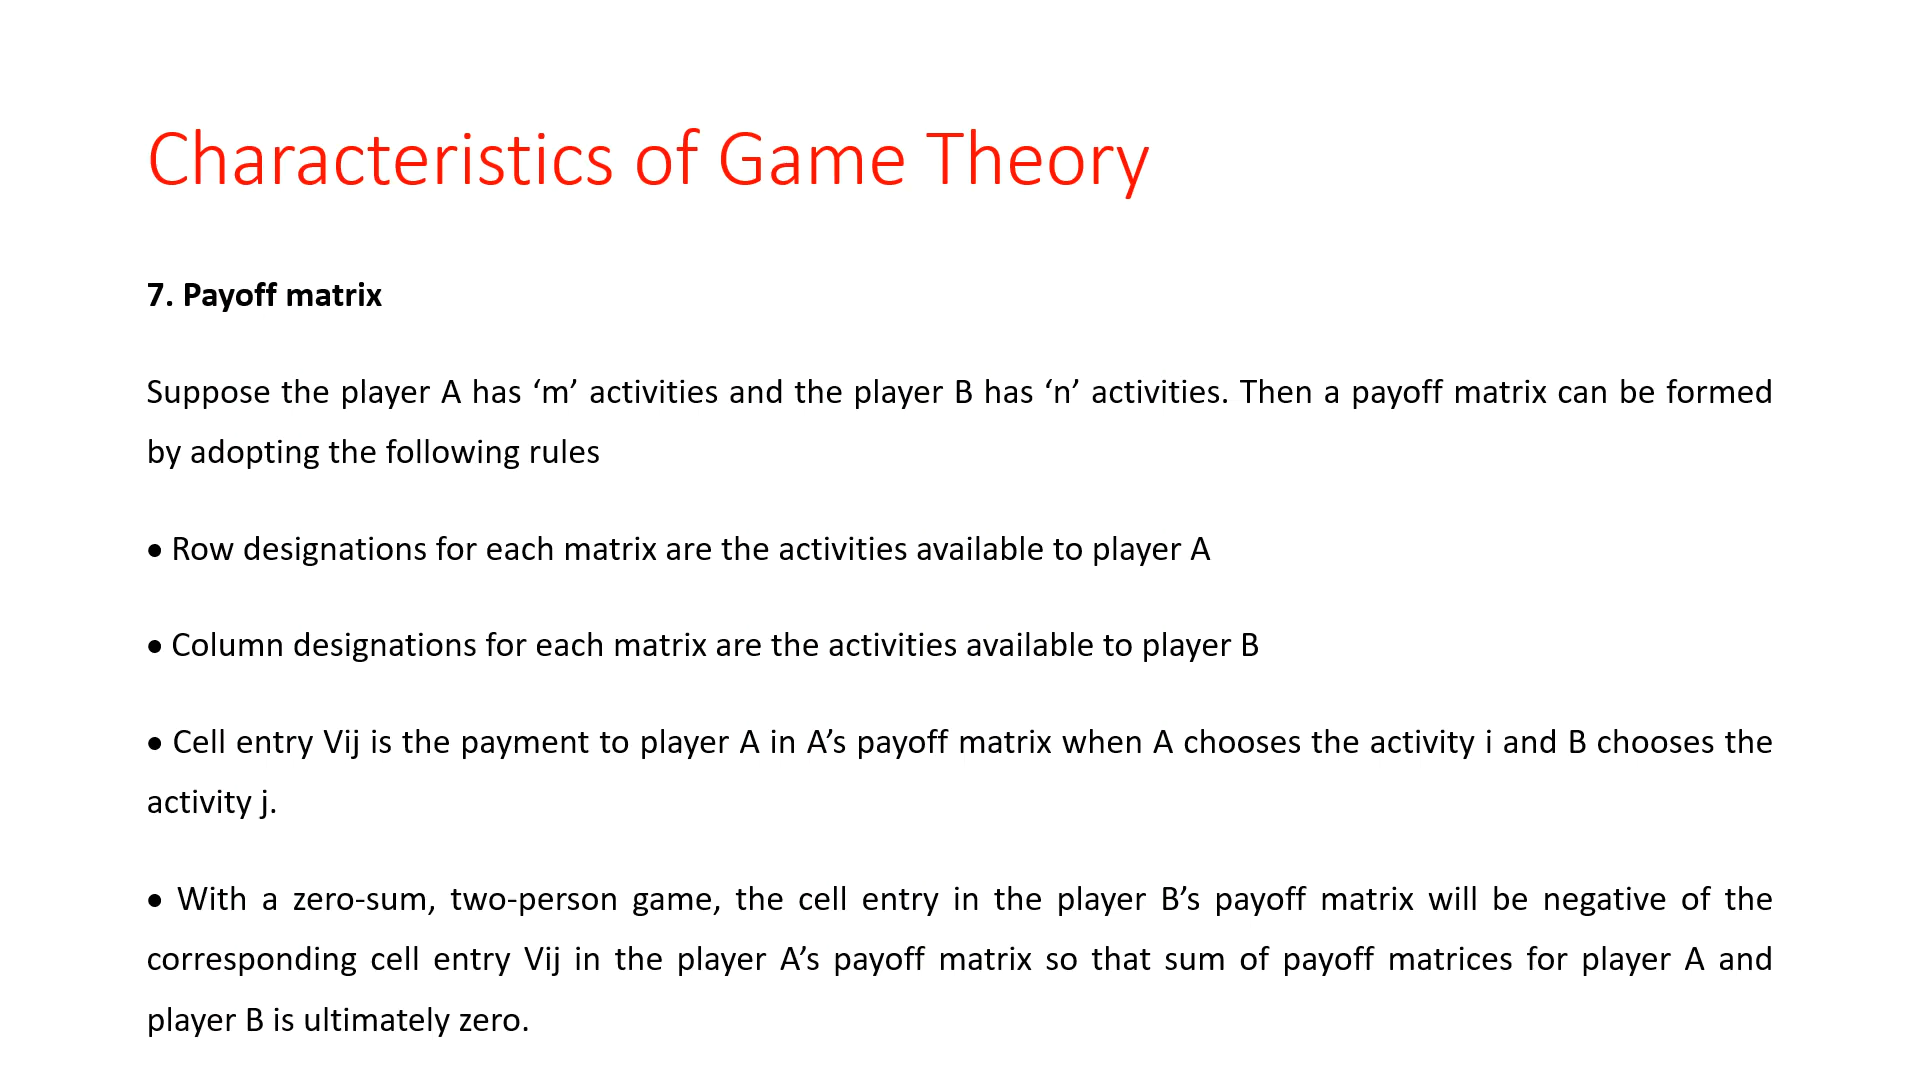 Characteristics of Game Theory
7. Payoff matrix
Suppose the player A has ‘m’ activities and the player B has ‘n’ activities. Then a payoff matrix can be formed
by adopting the following rules
• Row designations for each matrix are the activities available to player A
• Column designations for each matrix are the activities available to player B
• Cell entry Vij is the payment to player A in A’s payoff matrix when A chooses the activity i and B chooses the
activity j.
• With a zero-sum, two-person game, the cell entry in the player B’s payoff matrix will be negative of the
corresponding cell entry Vij in the player A’s payoff matrix so that sum of payoff matrices for player A and
player B is ultimately zero.